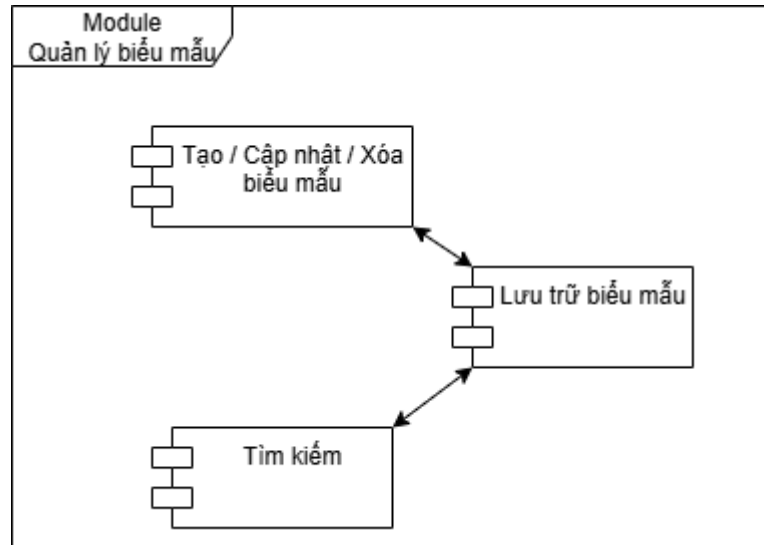 Module
Quản lý biểu mẫu
Tạo / Cập nhật / Xóa
biểu mẫu
Lưu trữ biểu mẫu
Tìm kiếm